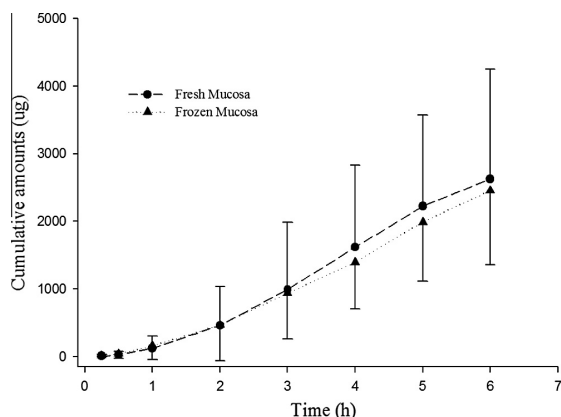 5000
4000
3000
2000
1000
0
Cumulative amounts (ug)
Fresh Mucosa
Frozen Mucosa
0 1 2 3 4 5 6 7
Time (h)